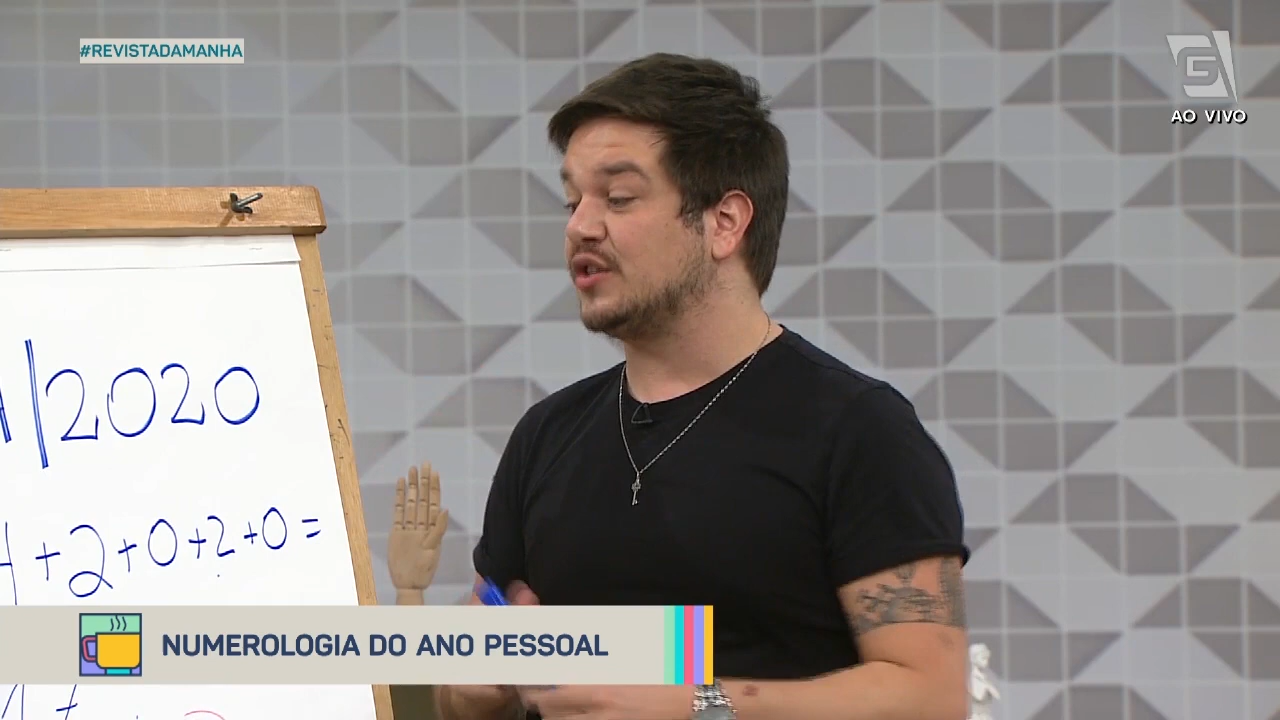 #REVISTADAMANHA
G
AO VIVO
|2020
+2+0+2+0=
NUMEROLOGIA DO ANO PESSOAL